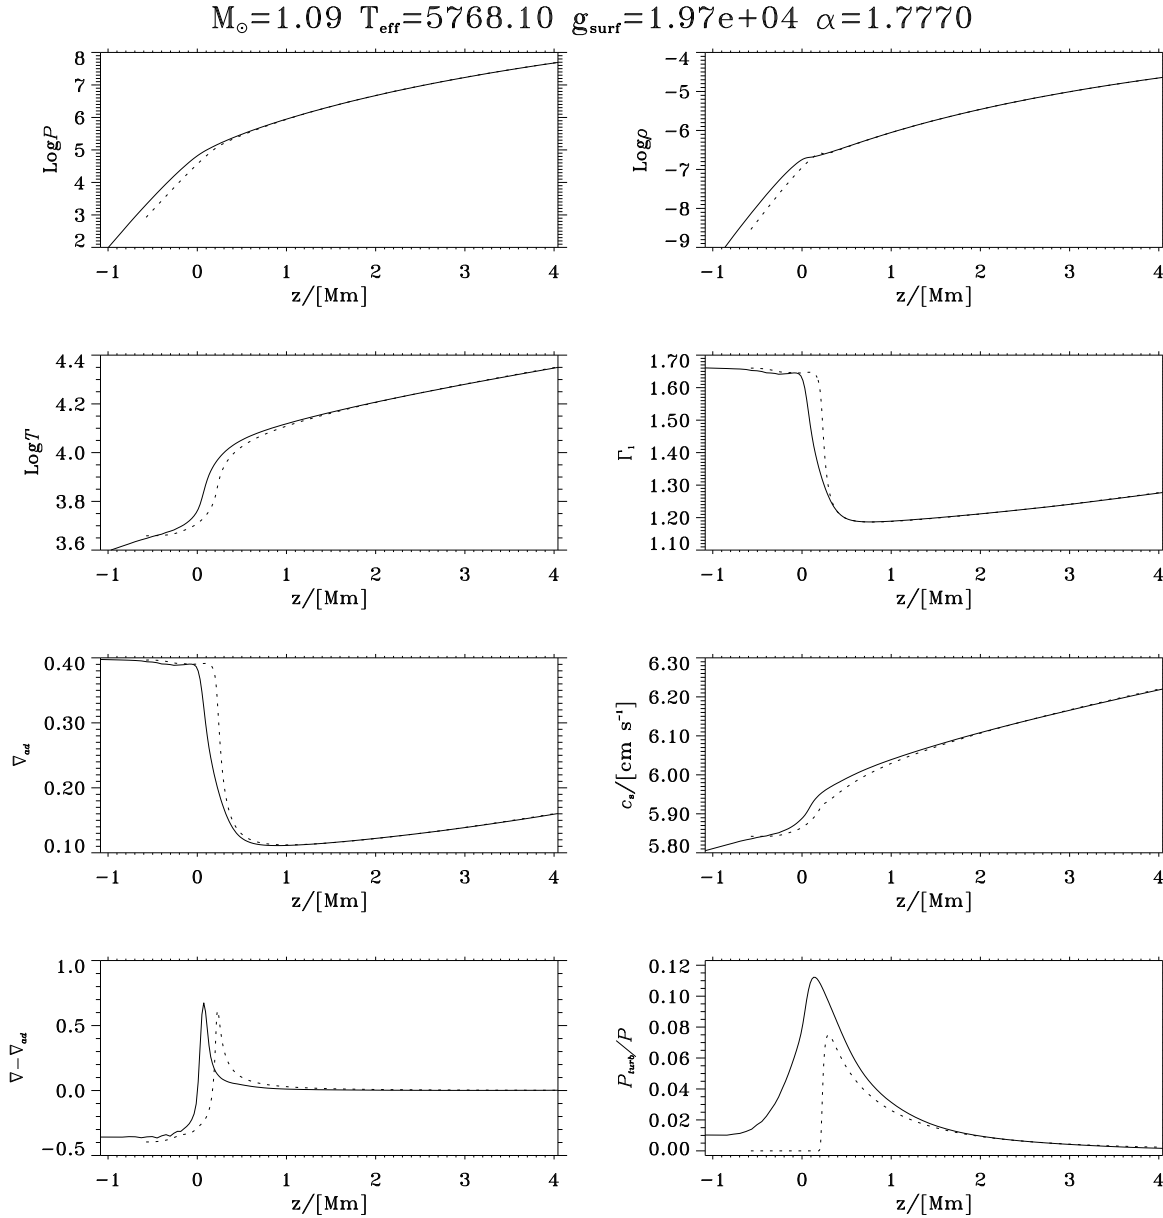 M⊙=1.09 Teff=5768.10 gsurf=1.97e+04 α=1.7770
8
7
6
5
4
3
2
LogP
-1 0 1 2 3 4
z/[Mm]
-4
-5
-6
-7
-8
-9
Logρ
-1 0 1 2 3 4
z/[Mm]
4.4
4.2
4.0
3.8
3.6
LogT
-1 0 1 2 3 4
z/[Mm]
1.70
1.60
1.50
1.40
1.30
1.20
1.10
Γ1
-1 0 1 2 3 4
z/[Mm]
0.40
0.30
0.20
0.10
∇ad
-1 0 1 2 3 4
z/[Mm]
6.30
6.20
6.10
6.00
5.90
5.80
cs/[cm s⁻¹]
-1 0 1 2 3 4
z/[Mm]
1.0
0.5
0.0
-0.5
∇-∇ad
-1 0 1 2 3 4
z/[Mm]
0.12
0.10
0.08
0.06
0.04
0.02
0.00
Pturb/P
-1 0 1 2 3 4
z/[Mm]